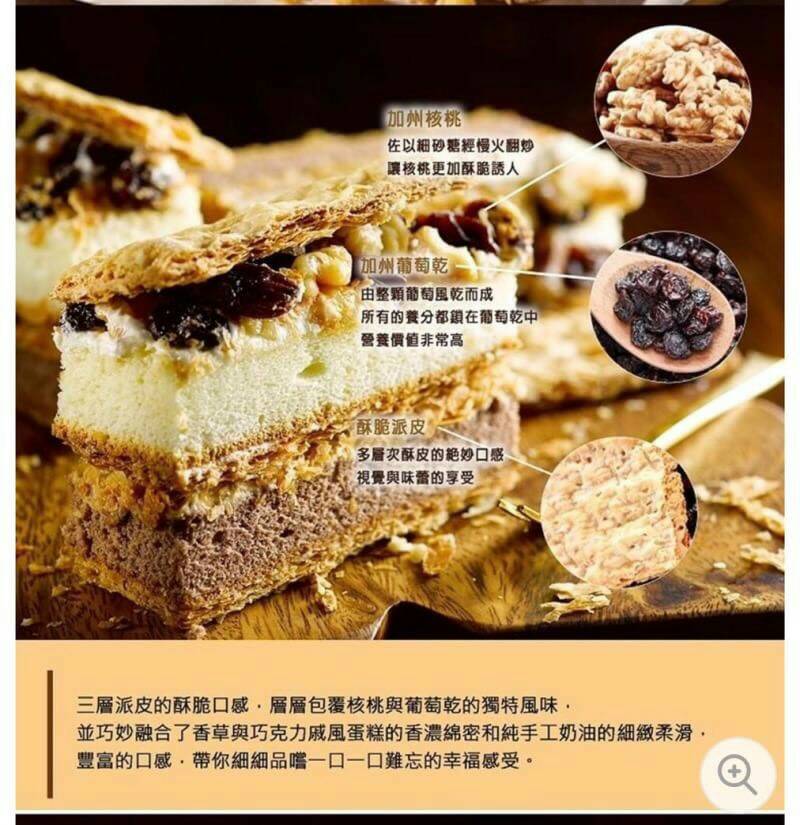 加州核桃
佐以細砂糖經慢火翻炒
讓核桃更加酥脆誘人
加州葡萄乾
由整顆葡萄風乾而成
所有的養分都鎖在葡萄乾中
營養價值非常高
酥脆派皮
多層次酥皮的絶妙口感
視覺與味蕾的享受
三層派皮的酥脆口感，層層包覆核桃與葡萄乾的獨特風味，
並巧妙融合了香草與巧克力戚風蛋糕的香濃綿密和純手工奶油的細緻柔滑，
豐富的口感，帶你細細品嚐一口一口難忘的幸福感受。